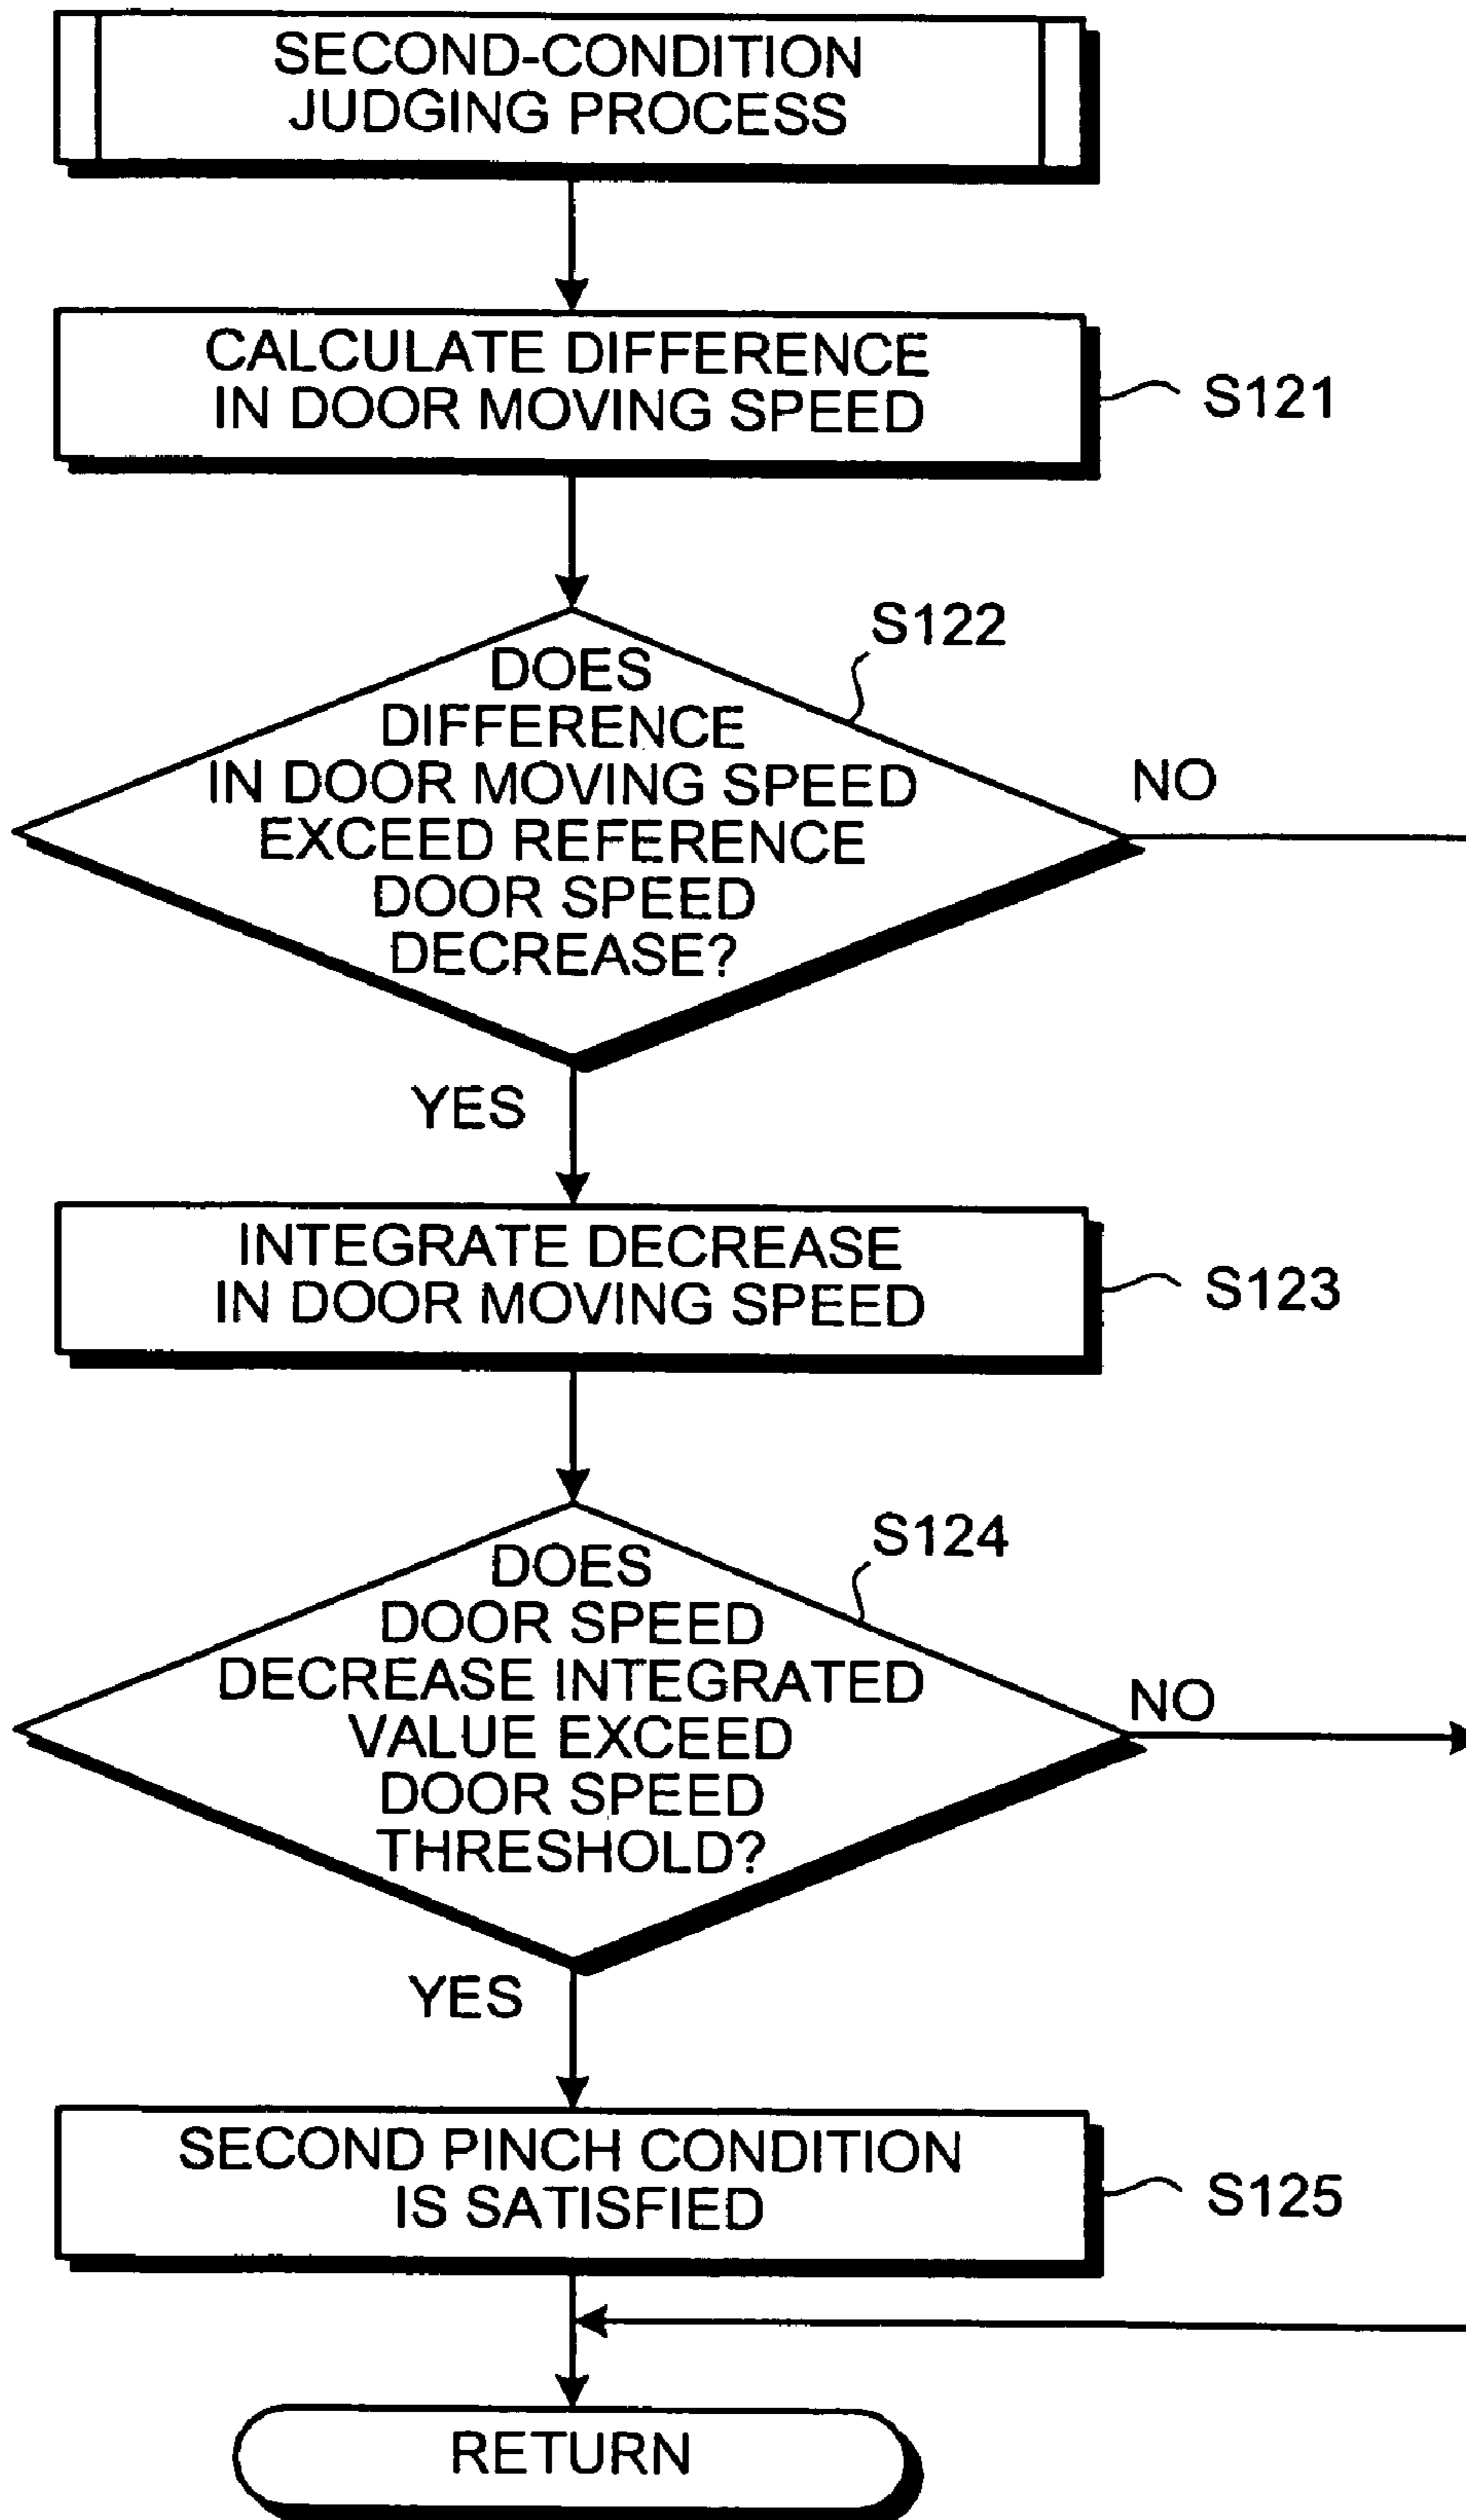 SECOND-CONDITION
JUDGING PROCESS
CALCULATE DIFFERENCE
IN DOOR MOVING SPEED
S121
S122
DOES
DIFFERENCE
IN DOOR MOVING SPEED
EXCEED REFERENCE
DOOR SPEED
DECREASE?
NO
YES
INTEGRATE DECREASE
IN DOOR MOVING SPEED
S123
S124
DOES
DOOR SPEED
DECREASE INTEGRATED
VALUE EXCEED
DOOR SPEED
THRESHOLD?
NO
YES
SECOND PINCH CONDITION
IS SATISFIED
S125
RETURN